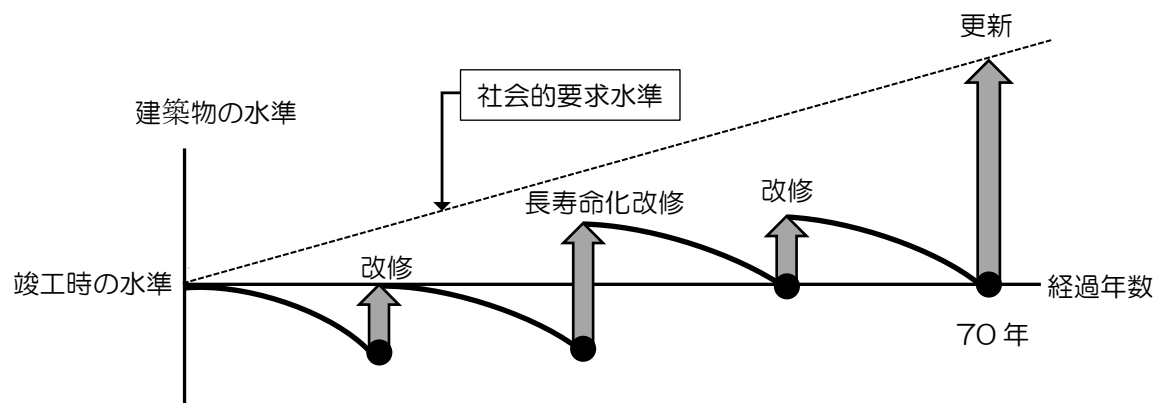 更新
社会的要求水準
建築物の水準
長寿命化改修
改修
改修
竣工時の水準
経過年数
70年